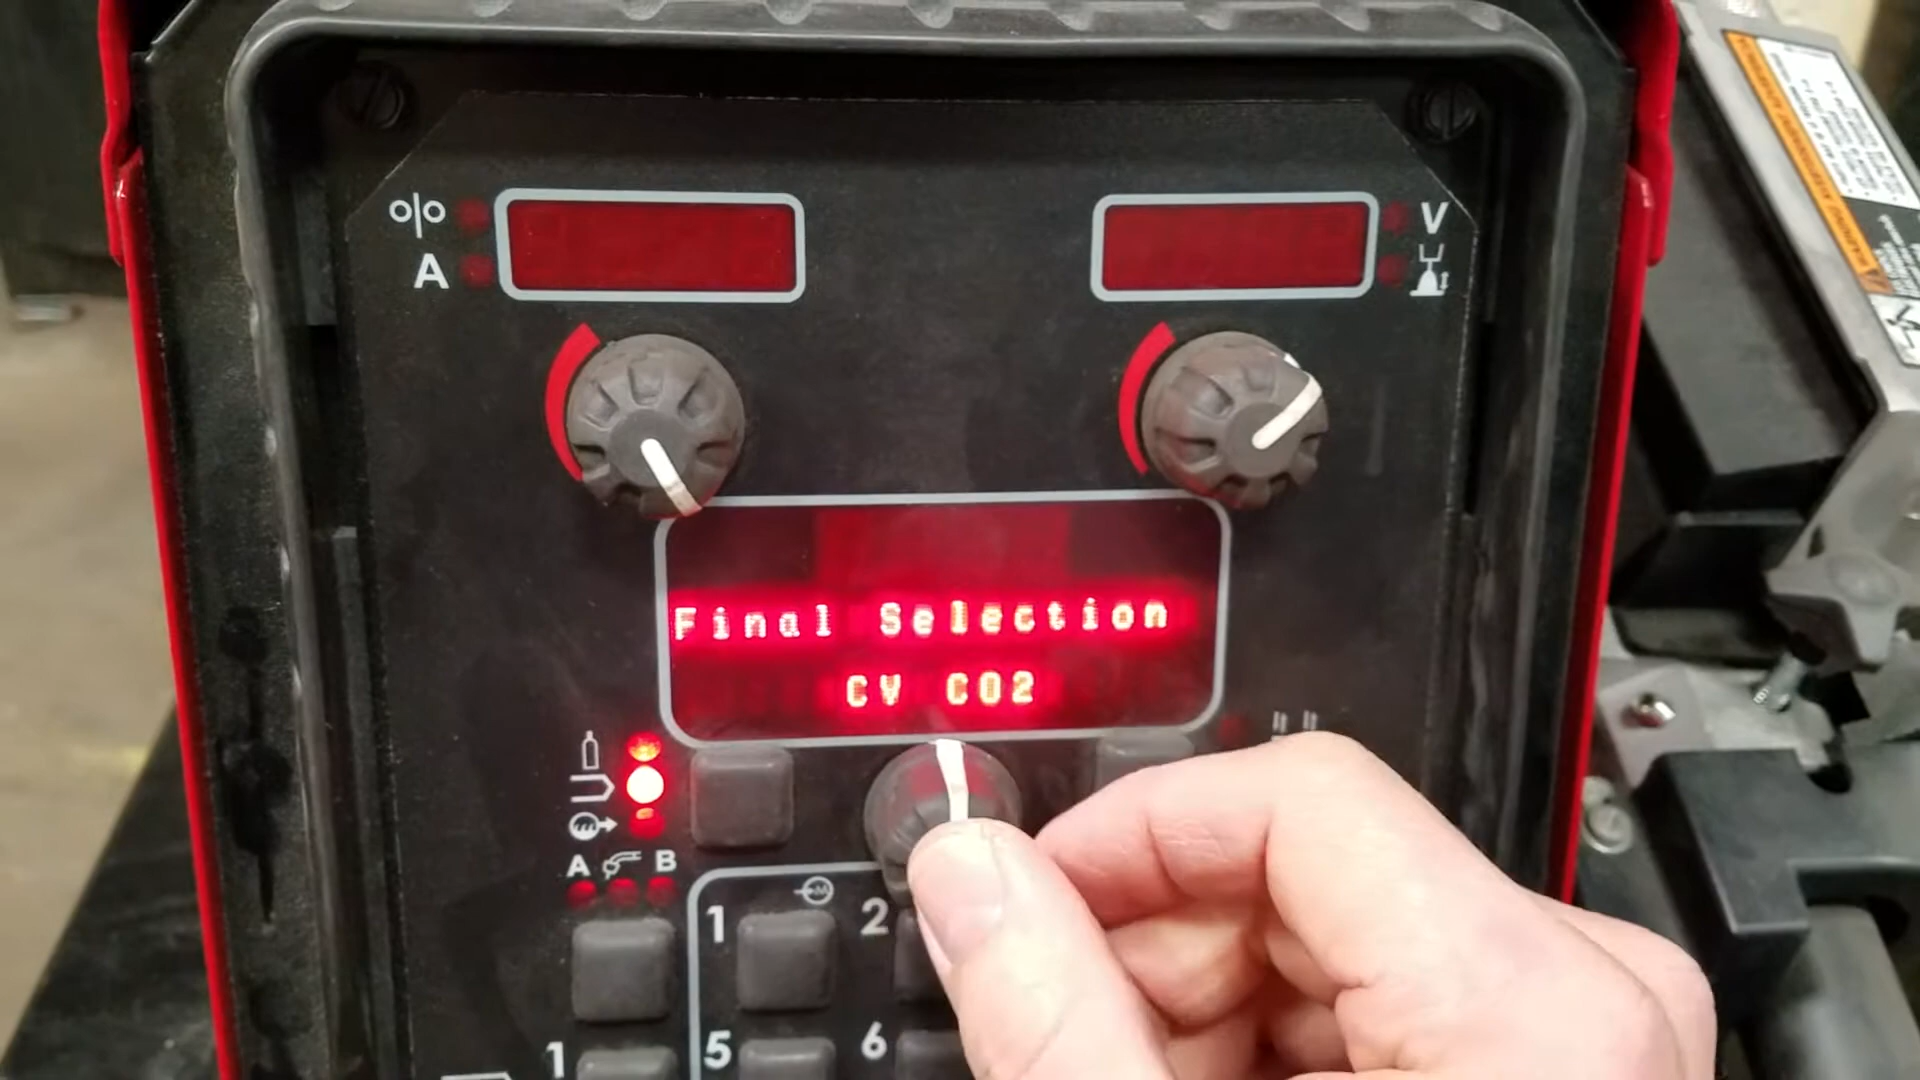 A
V
Final Selection
CV CO2
A B
1 2
1 5 6